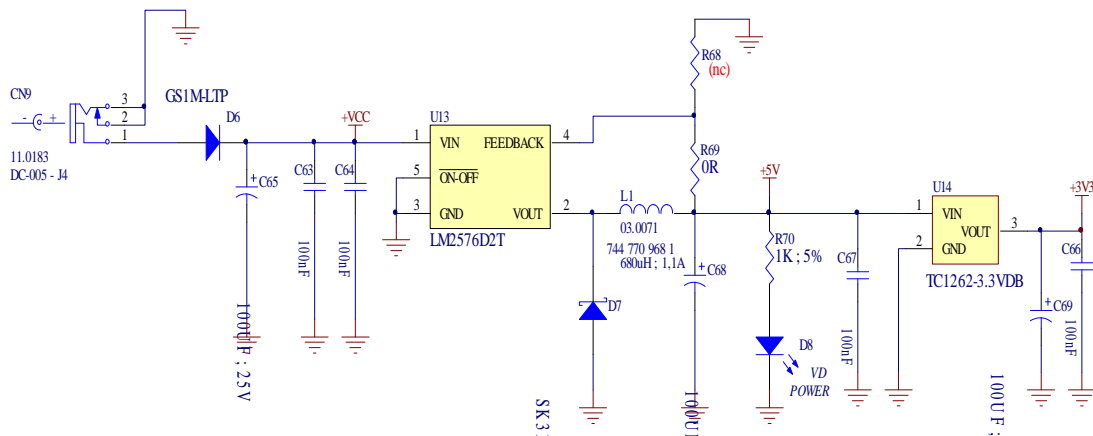 CN9
- +
3
2
1
11.0183
DC-005 - J4
GS1M-LTP
D6
+
C65
100UF ; 25V
C63
100nF
C64
100nF
+VCC
U13
1
VIN
FEEDBACK
4
5
ON-OFF
3
GND
VOUT
2
LM2576D2T
R68
(nc)
R69
0R
L1
03.0071
744 770 968 1
680uH ; 1,1A
D7
+
C68
+5V
R70
1K ; 5%
D8
VD
POWER
C67
100nF
U14
1
VIN
VOUT
3
2
GND
TC1262-3.3VDB
+3V3
C66
100nF
+
C69